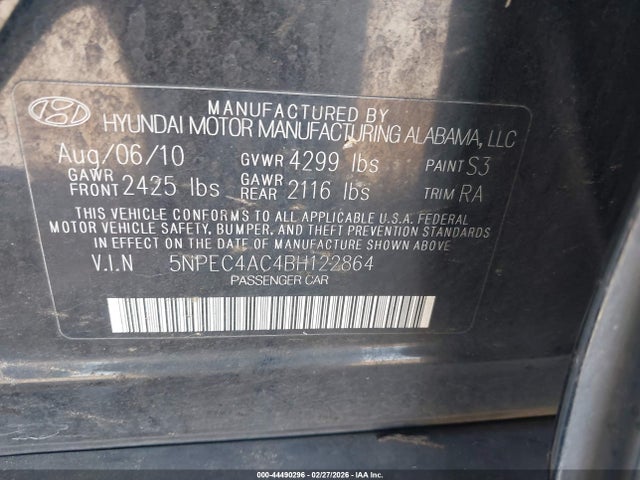 MANUFACTURED BY
HYUNDAI MOTOR MANUFACTURING ALABAMA, LLC
Aug/06/10 GVWR 4299 lbs PAINT S3
GAWR FRONT 2425 lbs GAWR REAR 2116 lbs TRIM RA
THIS VEHICLE CONFORMS TO ALL APPLICABLE U.S.A. FEDERAL
MOTOR VEHICLE SAFETY, BUMPER, AND THEFT PREVENTION STANDARDS
IN EFFECT ON THE DATE OF MANUFACTURE SHOWN ABOVE
V.I.N 5NPEC4AC4BH122864
PASSENGER CAR
000-44490296 - 02/27/2026 - IAA Inc.